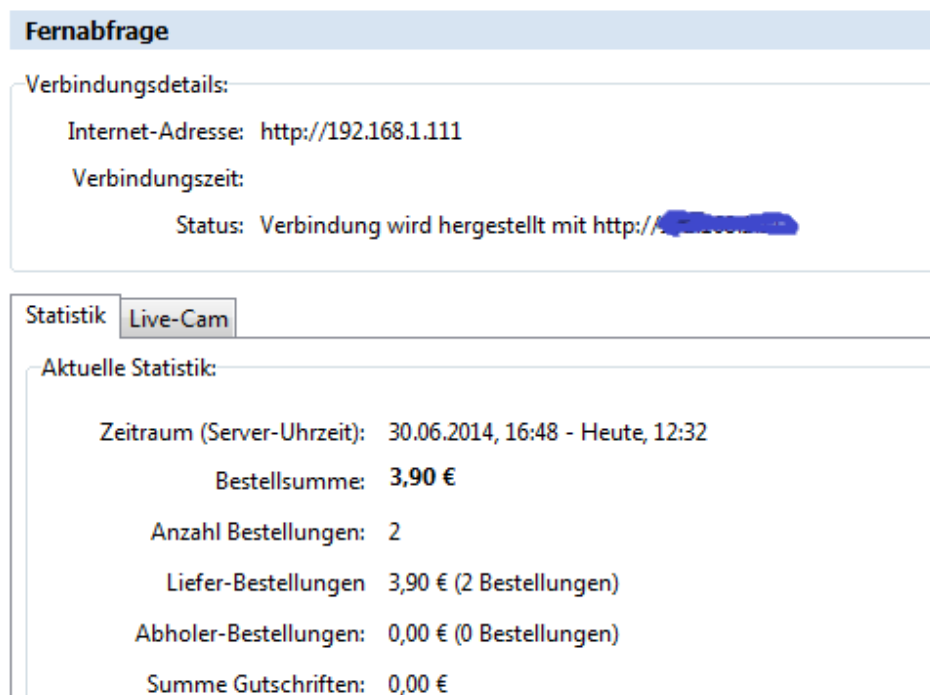 Fernabfrage
Verbindungsdetails:
Internet-Adresse: http://192.168.1.111
Verbindungszeit:
Status: Verbindung wird hergestellt mit http://
Statistik Live-Cam
Aktuelle Statistik:
Zeitraum (Server-Uhrzeit): 30.06.2014, 16:48 - Heute, 12:32
Bestellsumme: 3,90 €
Anzahl Bestellungen: 2
Liefer-Bestellungen 3,90 € (2 Bestellungen)
Abholer-Bestellungen: 0,00 € (0 Bestellungen)
Summe Gutschriften: 0,00 €